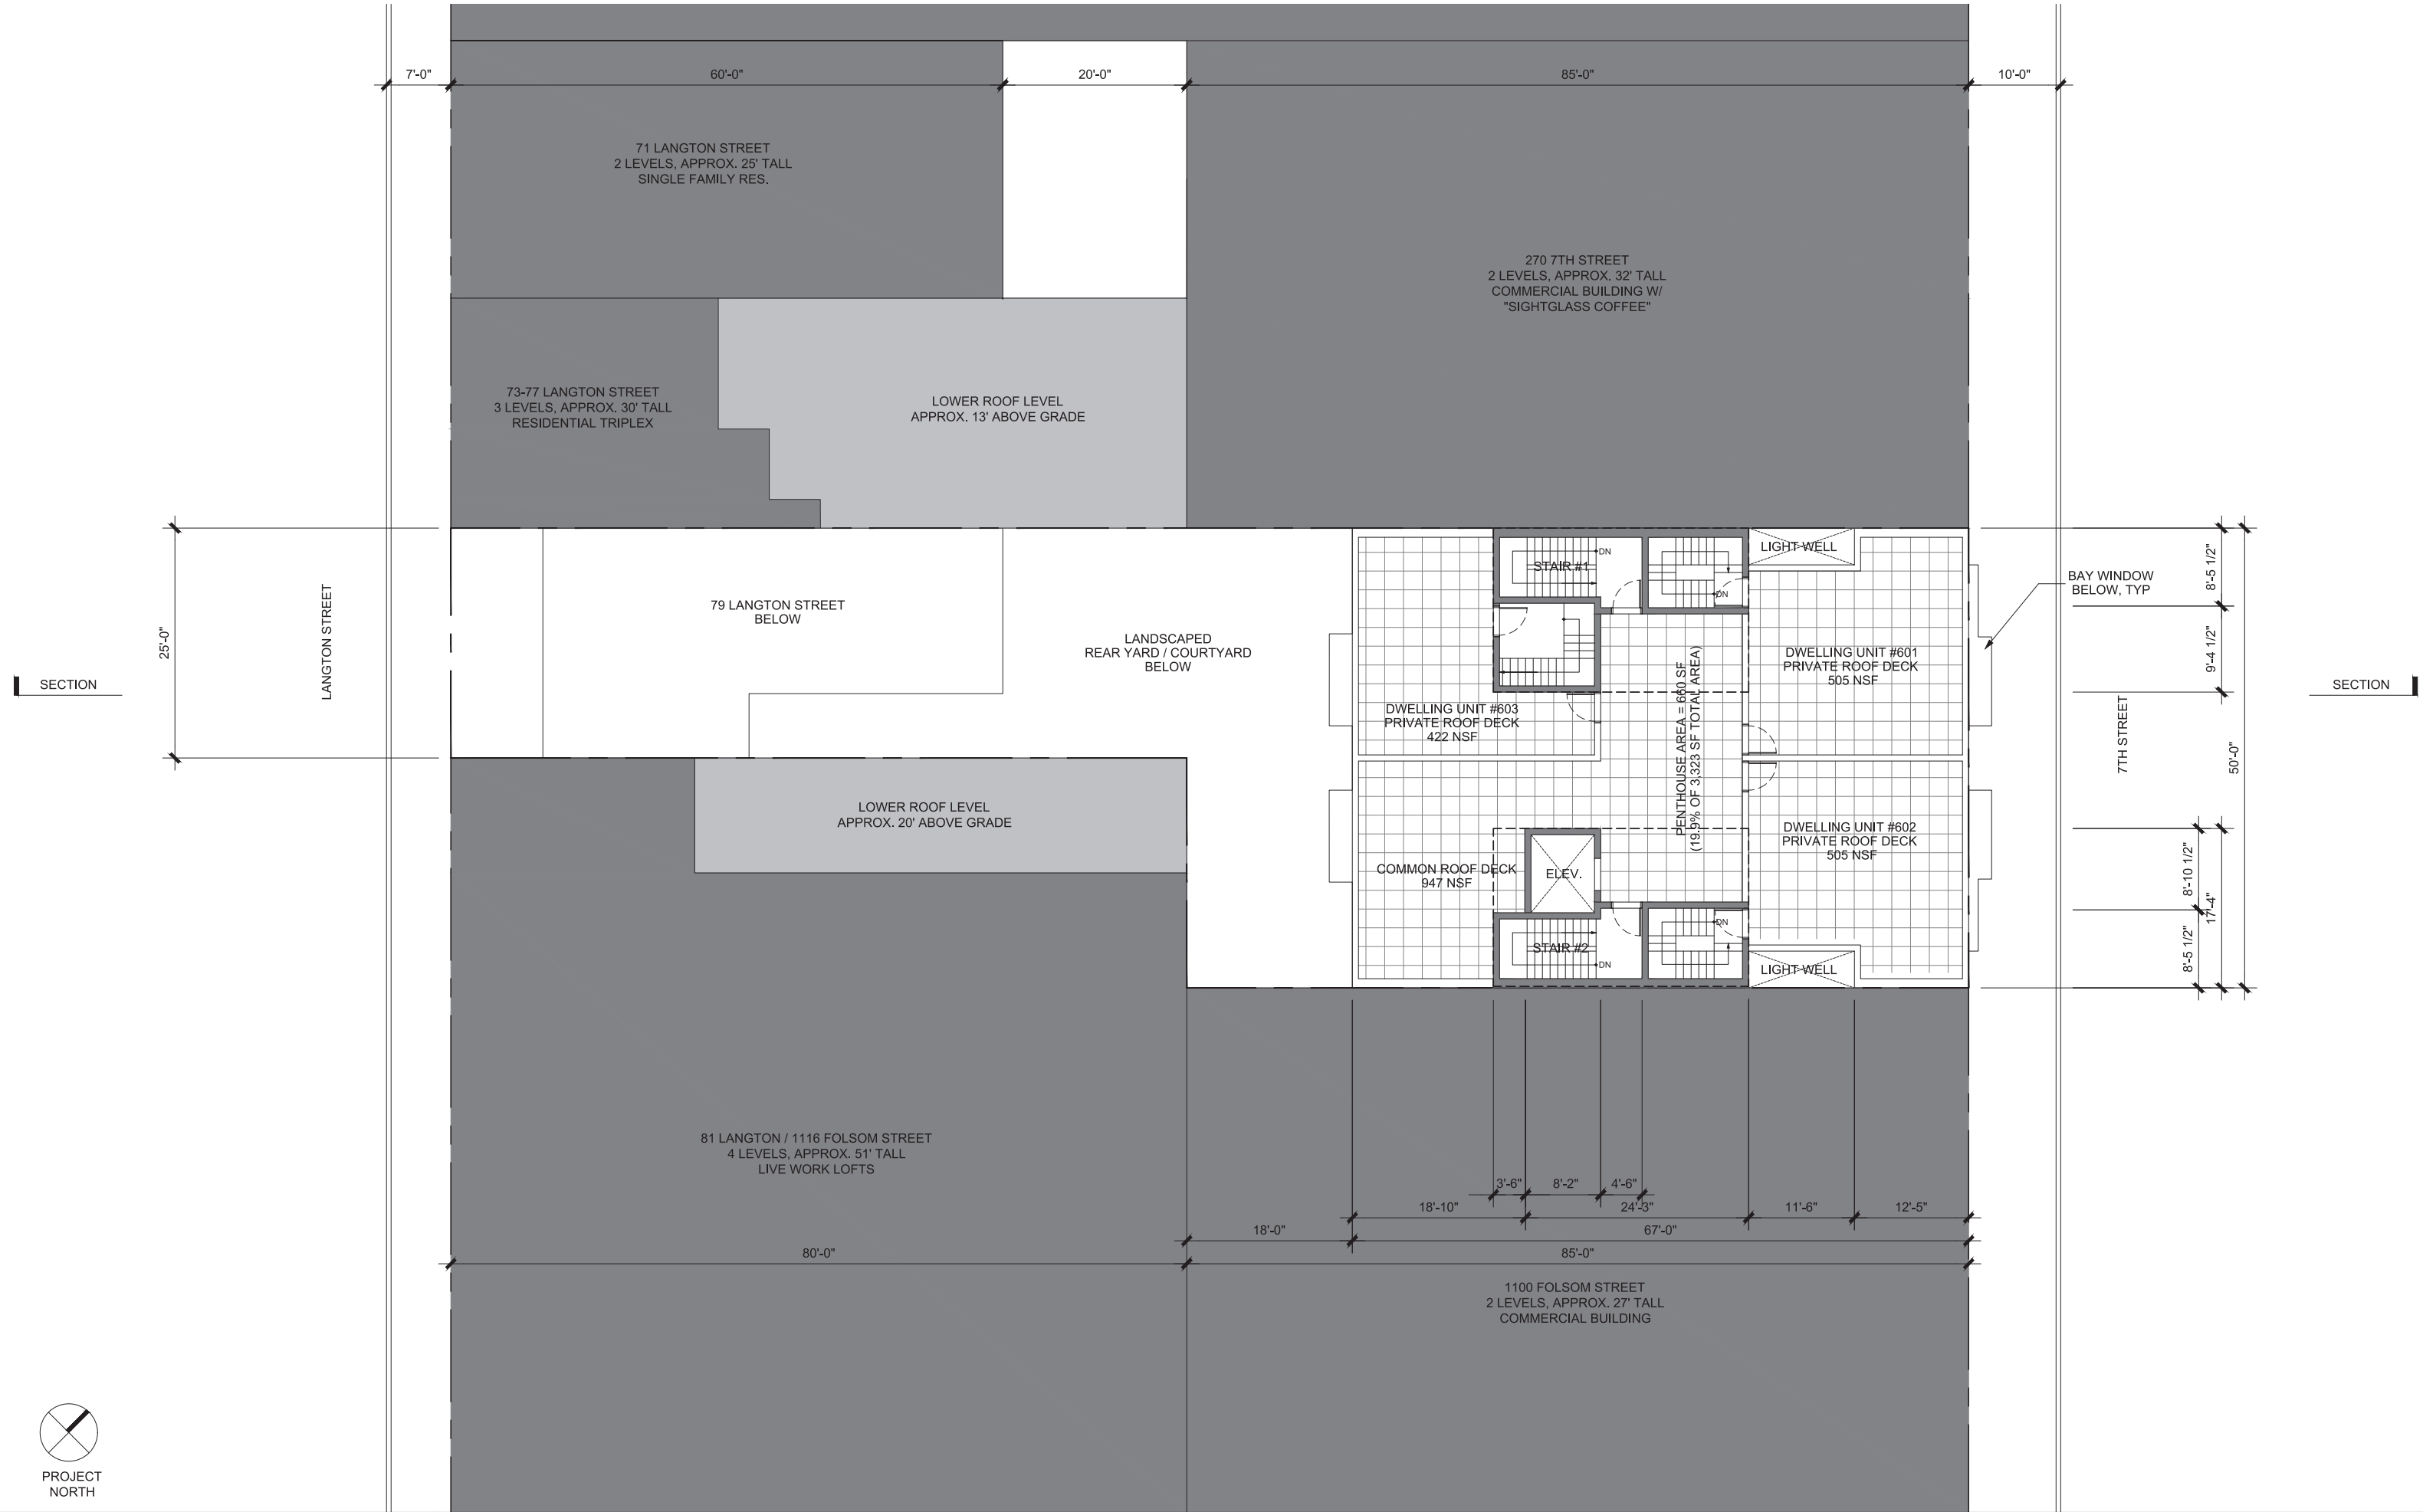 7'-0"
60'-0"
20'-0"
85'-0"
10'-0"
71 LANGTON STREET
2 LEVELS, APPROX. 25' TALL
SINGLE FAMILY RES.
270 7TH STREET
2 LEVELS, APPROX. 32' TALL
COMMERCIAL BUILDING W/
"SIGHTGLASS COFFEE"
73-77 LANGTON STREET
3 LEVELS, APPROX. 30' TALL
RESIDENTIAL TRIPLEX
LOWER ROOF LEVEL
APPROX. 13' ABOVE GRADE
SECTION
25'-0"
LANGTON STREET
79 LANGTON STREET
BELOW
LANDSCAPED
REAR YARD / COURTYARD
BELOW
STAIR #1
DN
DN
LIGHT WELL
DWELLING UNIT #601
PRIVATE ROOF DECK
505 NSF
DWELLING UNIT #603
PRIVATE ROOF DECK
422 NSF
PENTHOUSE AREA = 660 SF
(19.9% OF 3,323 SF TOTAL AREA)
BAY WINDOW
BELOW, TYP
8'-5 1/2"
9'-4 1/2"
7TH STREET
50'-0"
SECTION
LOWER ROOF LEVEL
APPROX. 20' ABOVE GRADE
COMMON ROOF DECK
947 NSF
ELEV.
DWELLING UNIT #602
PRIVATE ROOF DECK
505 NSF
STAIR #2
DN
DN
LIGHT WELL
8'-10 1/2"
17'-4"
8'-5 1/2"
81 LANGTON / 1116 FOLSOM STREET
4 LEVELS, APPROX. 51' TALL
LIVE WORK LOFTS
3'-6"
8'-2"
4'-6"
18'-10"
24'-3"
11'-6"
12'-5"
18'-0"
67'-0"
80'-0"
85'-0"
1100 FOLSOM STREET
2 LEVELS, APPROX. 27' TALL
COMMERCIAL BUILDING
PROJECT
NORTH